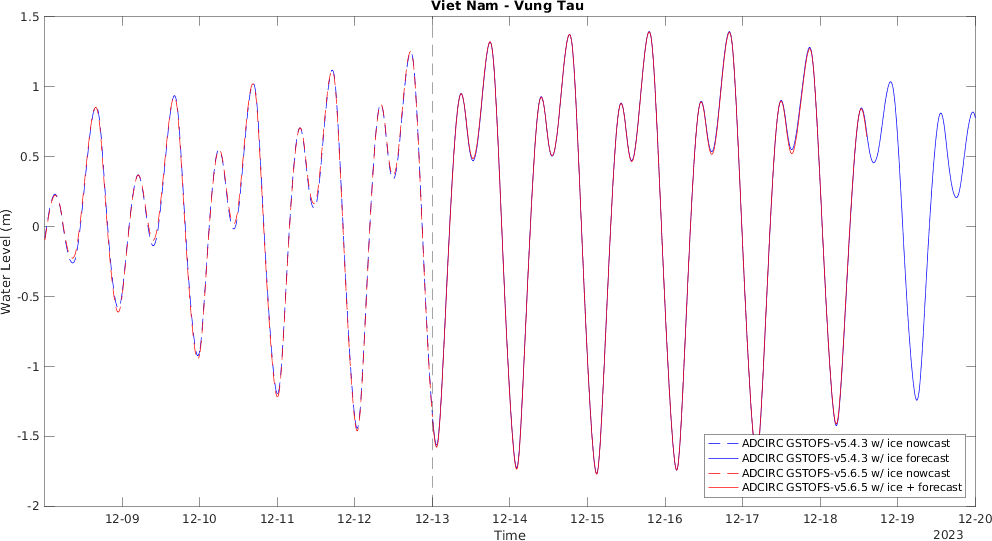 Viet Nam - Vung Tau
1.5
1
0.5
0
-0.5
-1
-1.5
-2
Water Level (m)
ADCIRC GSTOFS-v5.4.3 w/ ice nowcast
ADCIRC GSTOFS-v5.4.3 w/ ice forecast
ADCIRC GSTOFS-v5.6.5 w/ ice nowcast
ADCIRC GSTOFS-v5.6.5 w/ ice + forecast
12-09 12-10 12-11 12-12 12-13 12-14 12-15 12-16 12-17 12-18 12-19 12-20
Time
2023